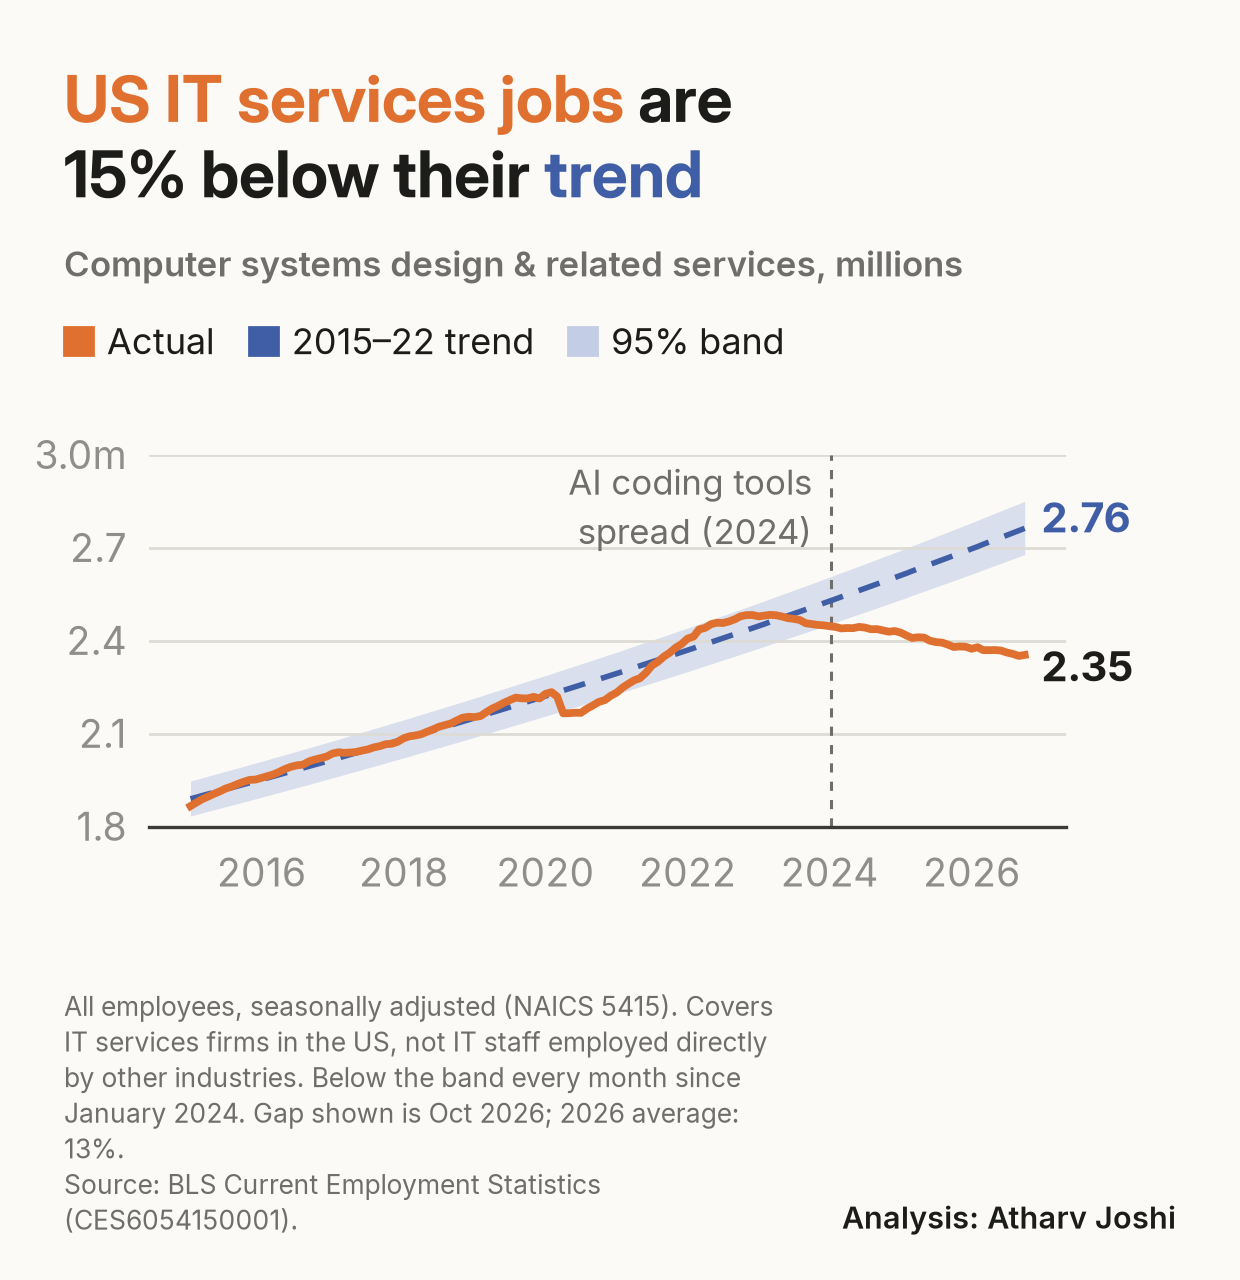 US IT services jobs are
15% below their trend
Computer systems design & related services, millions
Actual 2015–22 trend 95% band
3.0m
AI coding tools
spread (2024)
2.76
2.7
2.4
2.35
2.1
1.8
2016 2018 2020 2022 2024 2026
All employees, seasonally adjusted (NAICS 5415). Covers
IT services firms in the US, not IT staff employed directly
by other industries. Below the band every month since
January 2024. Gap shown is Oct 2026; 2026 average:
13%.
Source: BLS Current Employment Statistics
(CES6054150001).
Analysis: Atharv Joshi